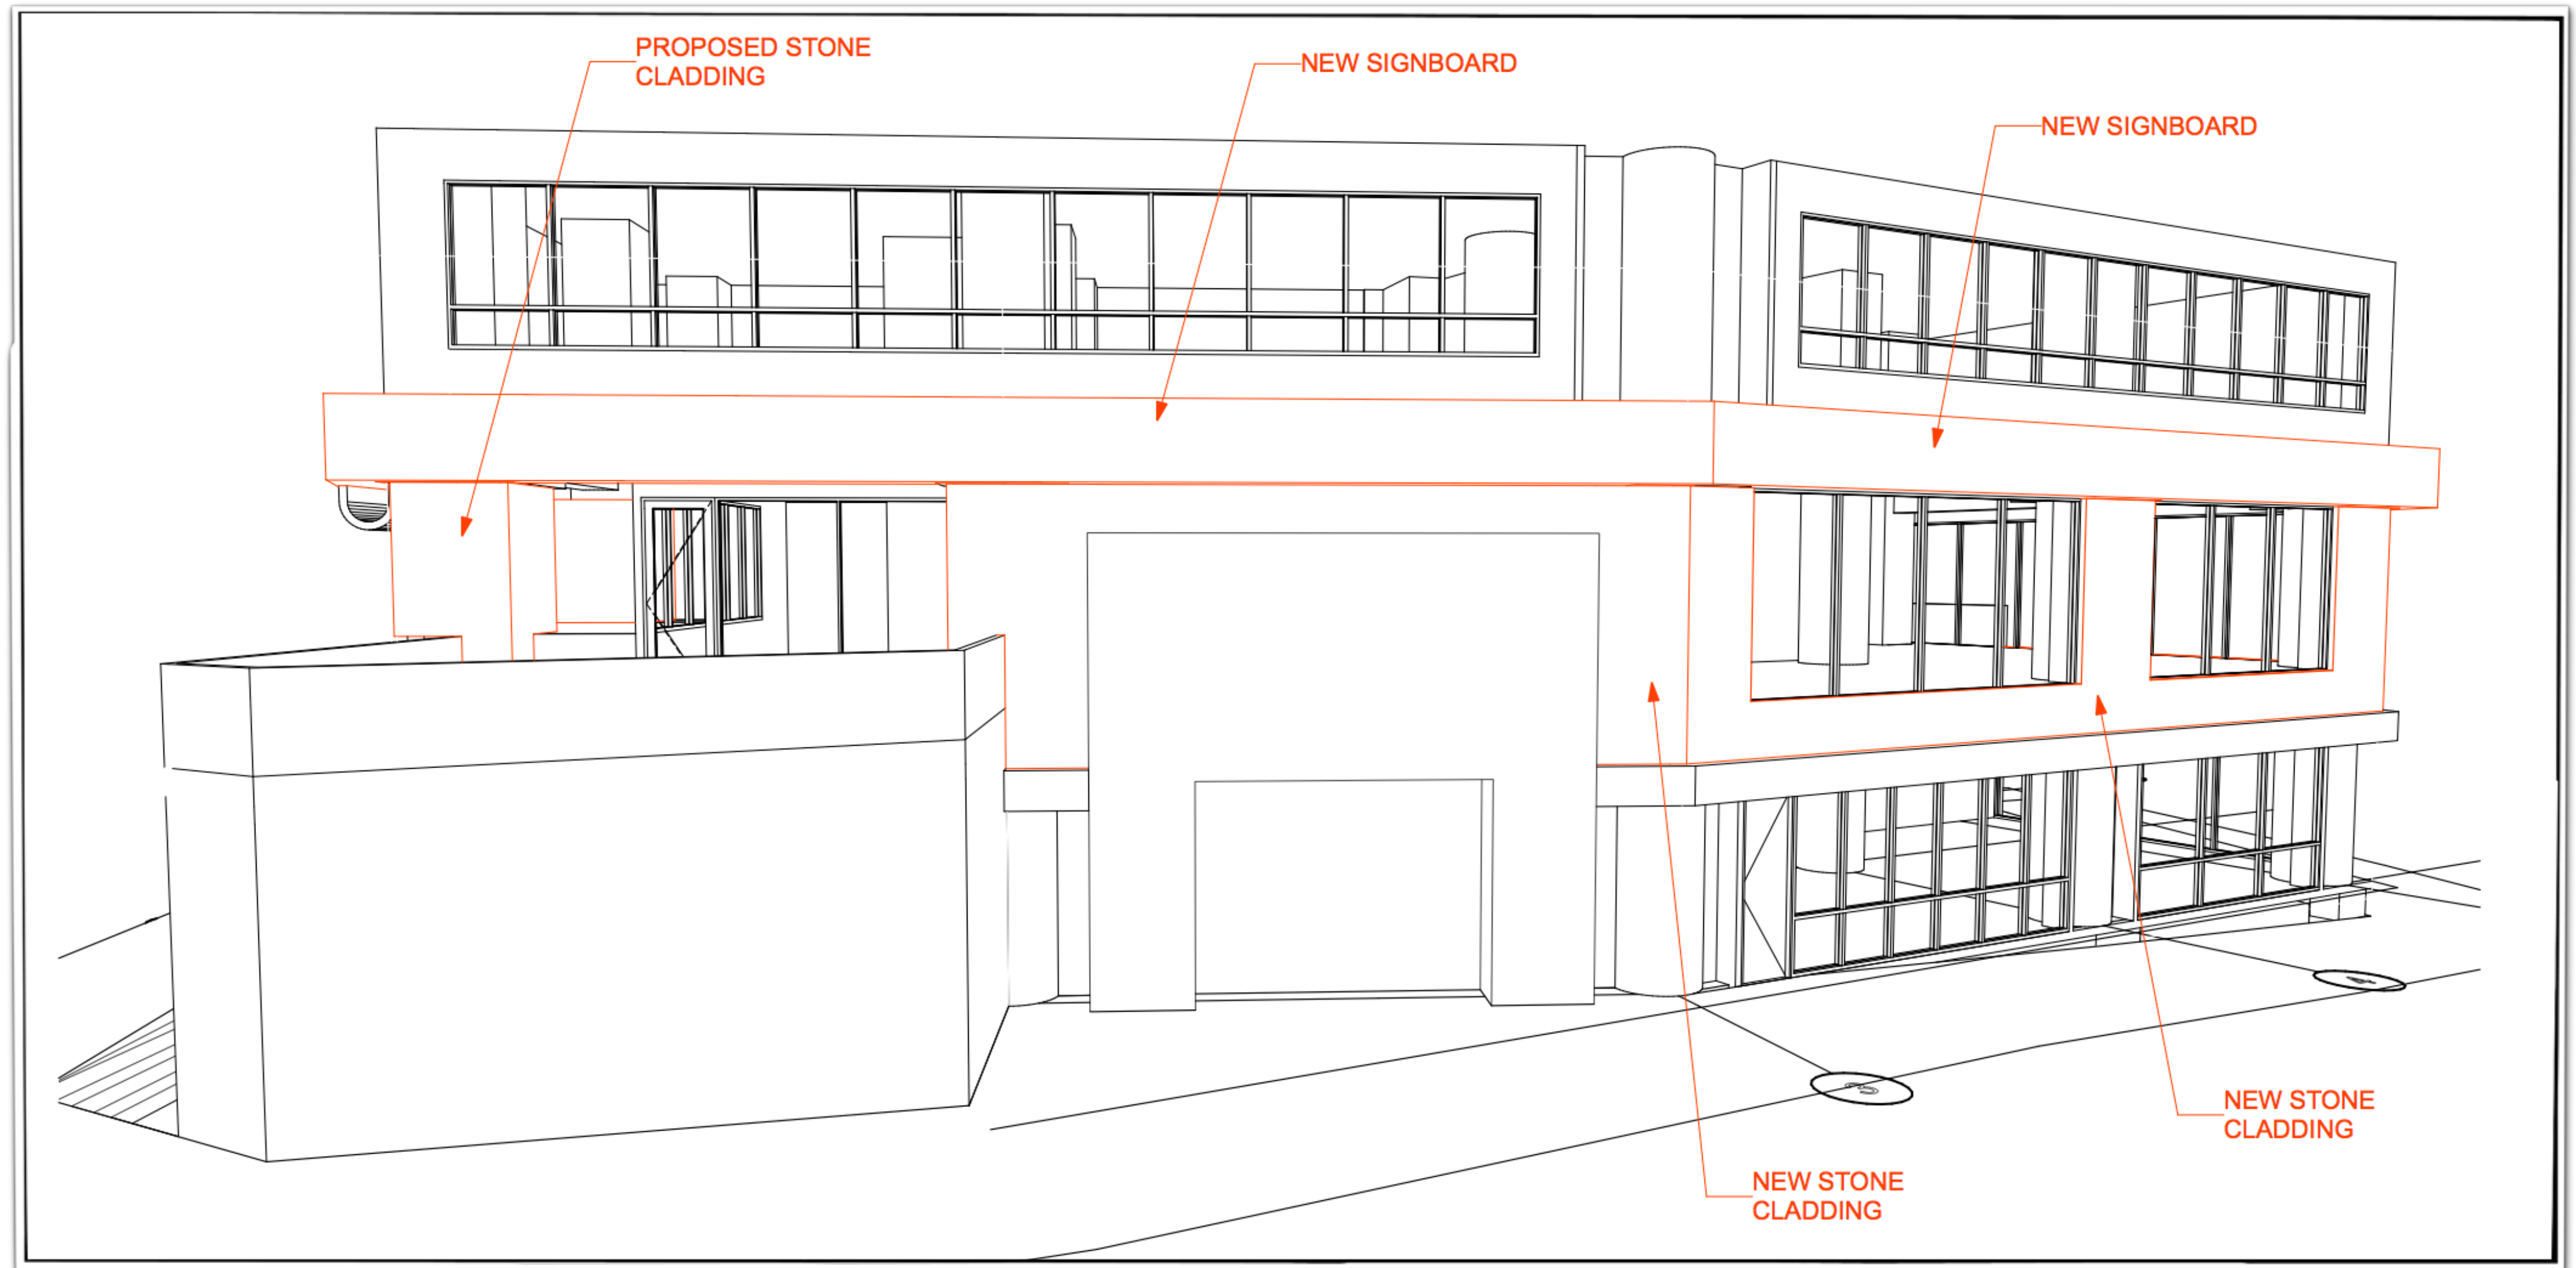 PROPOSED STONE
CLADDING
NEW SIGNBOARD
NEW SIGNBOARD
NEW STONE
CLADDING
NEW STONE
CLADDING